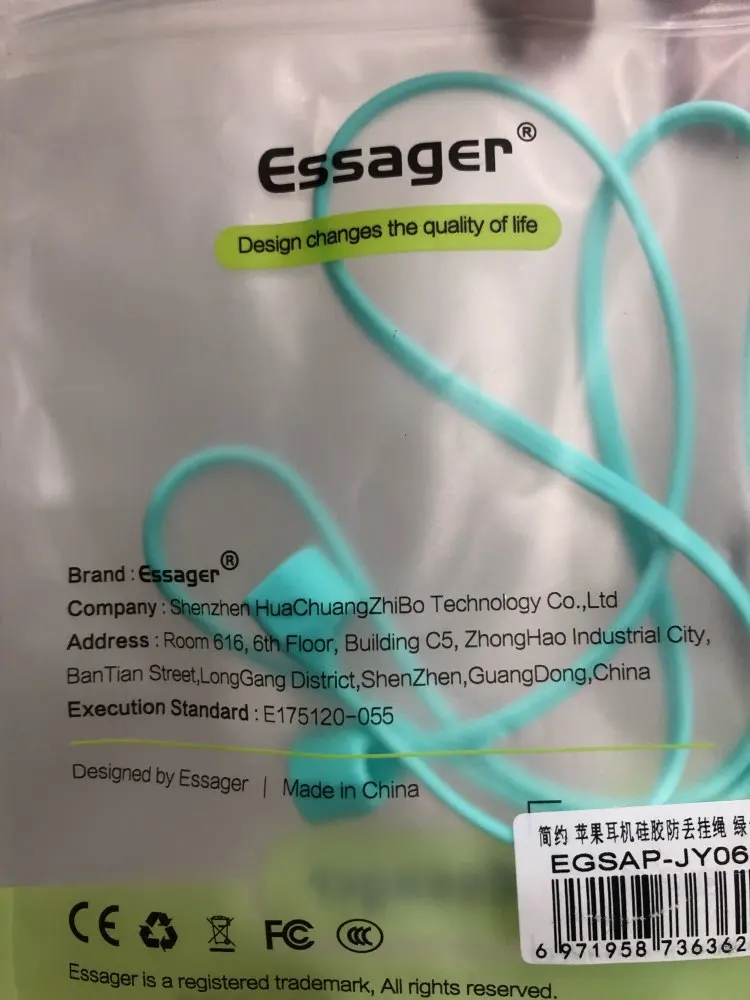 Essager®
Design changes the quality of life
Brand : Essager®
Company : Shenzhen HuaChuangZhiBo Technology Co.,Ltd
Address : Room 616, 6th Floor, Building C5, ZhongHao Industrial City,
BanTian Street,LongGang District,ShenZhen,GuangDong,China
Execution Standard : E175120-055
Designed by Essager | Made in China
简约 苹果耳机硅胶防丢挂绳 绿
EGSAP-JY06
6 971958 736362
CE FC CCC
Essager is a registered trademark, All rights reserved.